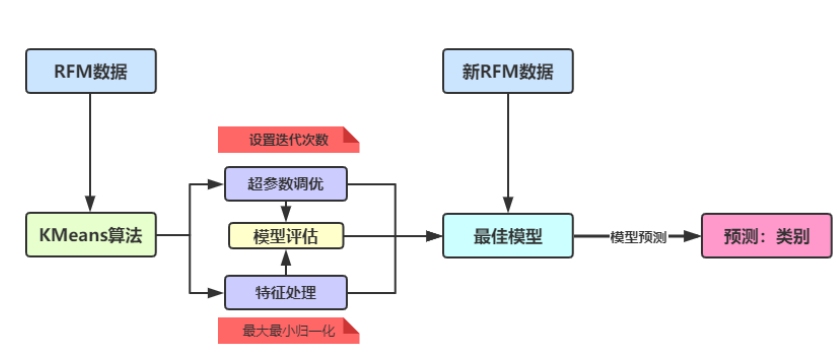 RFM数据
新RFM数据
设置迭代次数
超参数调优
KMeans算法
模型评估
最佳模型
模型预测
预测：类别
特征处理
最大最小归一化